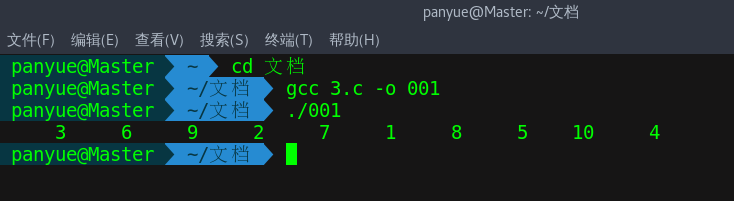 panyue@Master: ~/文档
文件(F) 编辑(E) 查看(V) 搜索(S) 终端(T) 帮助(H)
panyue@Master ~ cd 文档
panyue@Master ~/文档 gcc 3.c -o 001
panyue@Master ~/文档 ./001
3 6 9 2 7 1 8 5 10 4
panyue@Master ~/文档